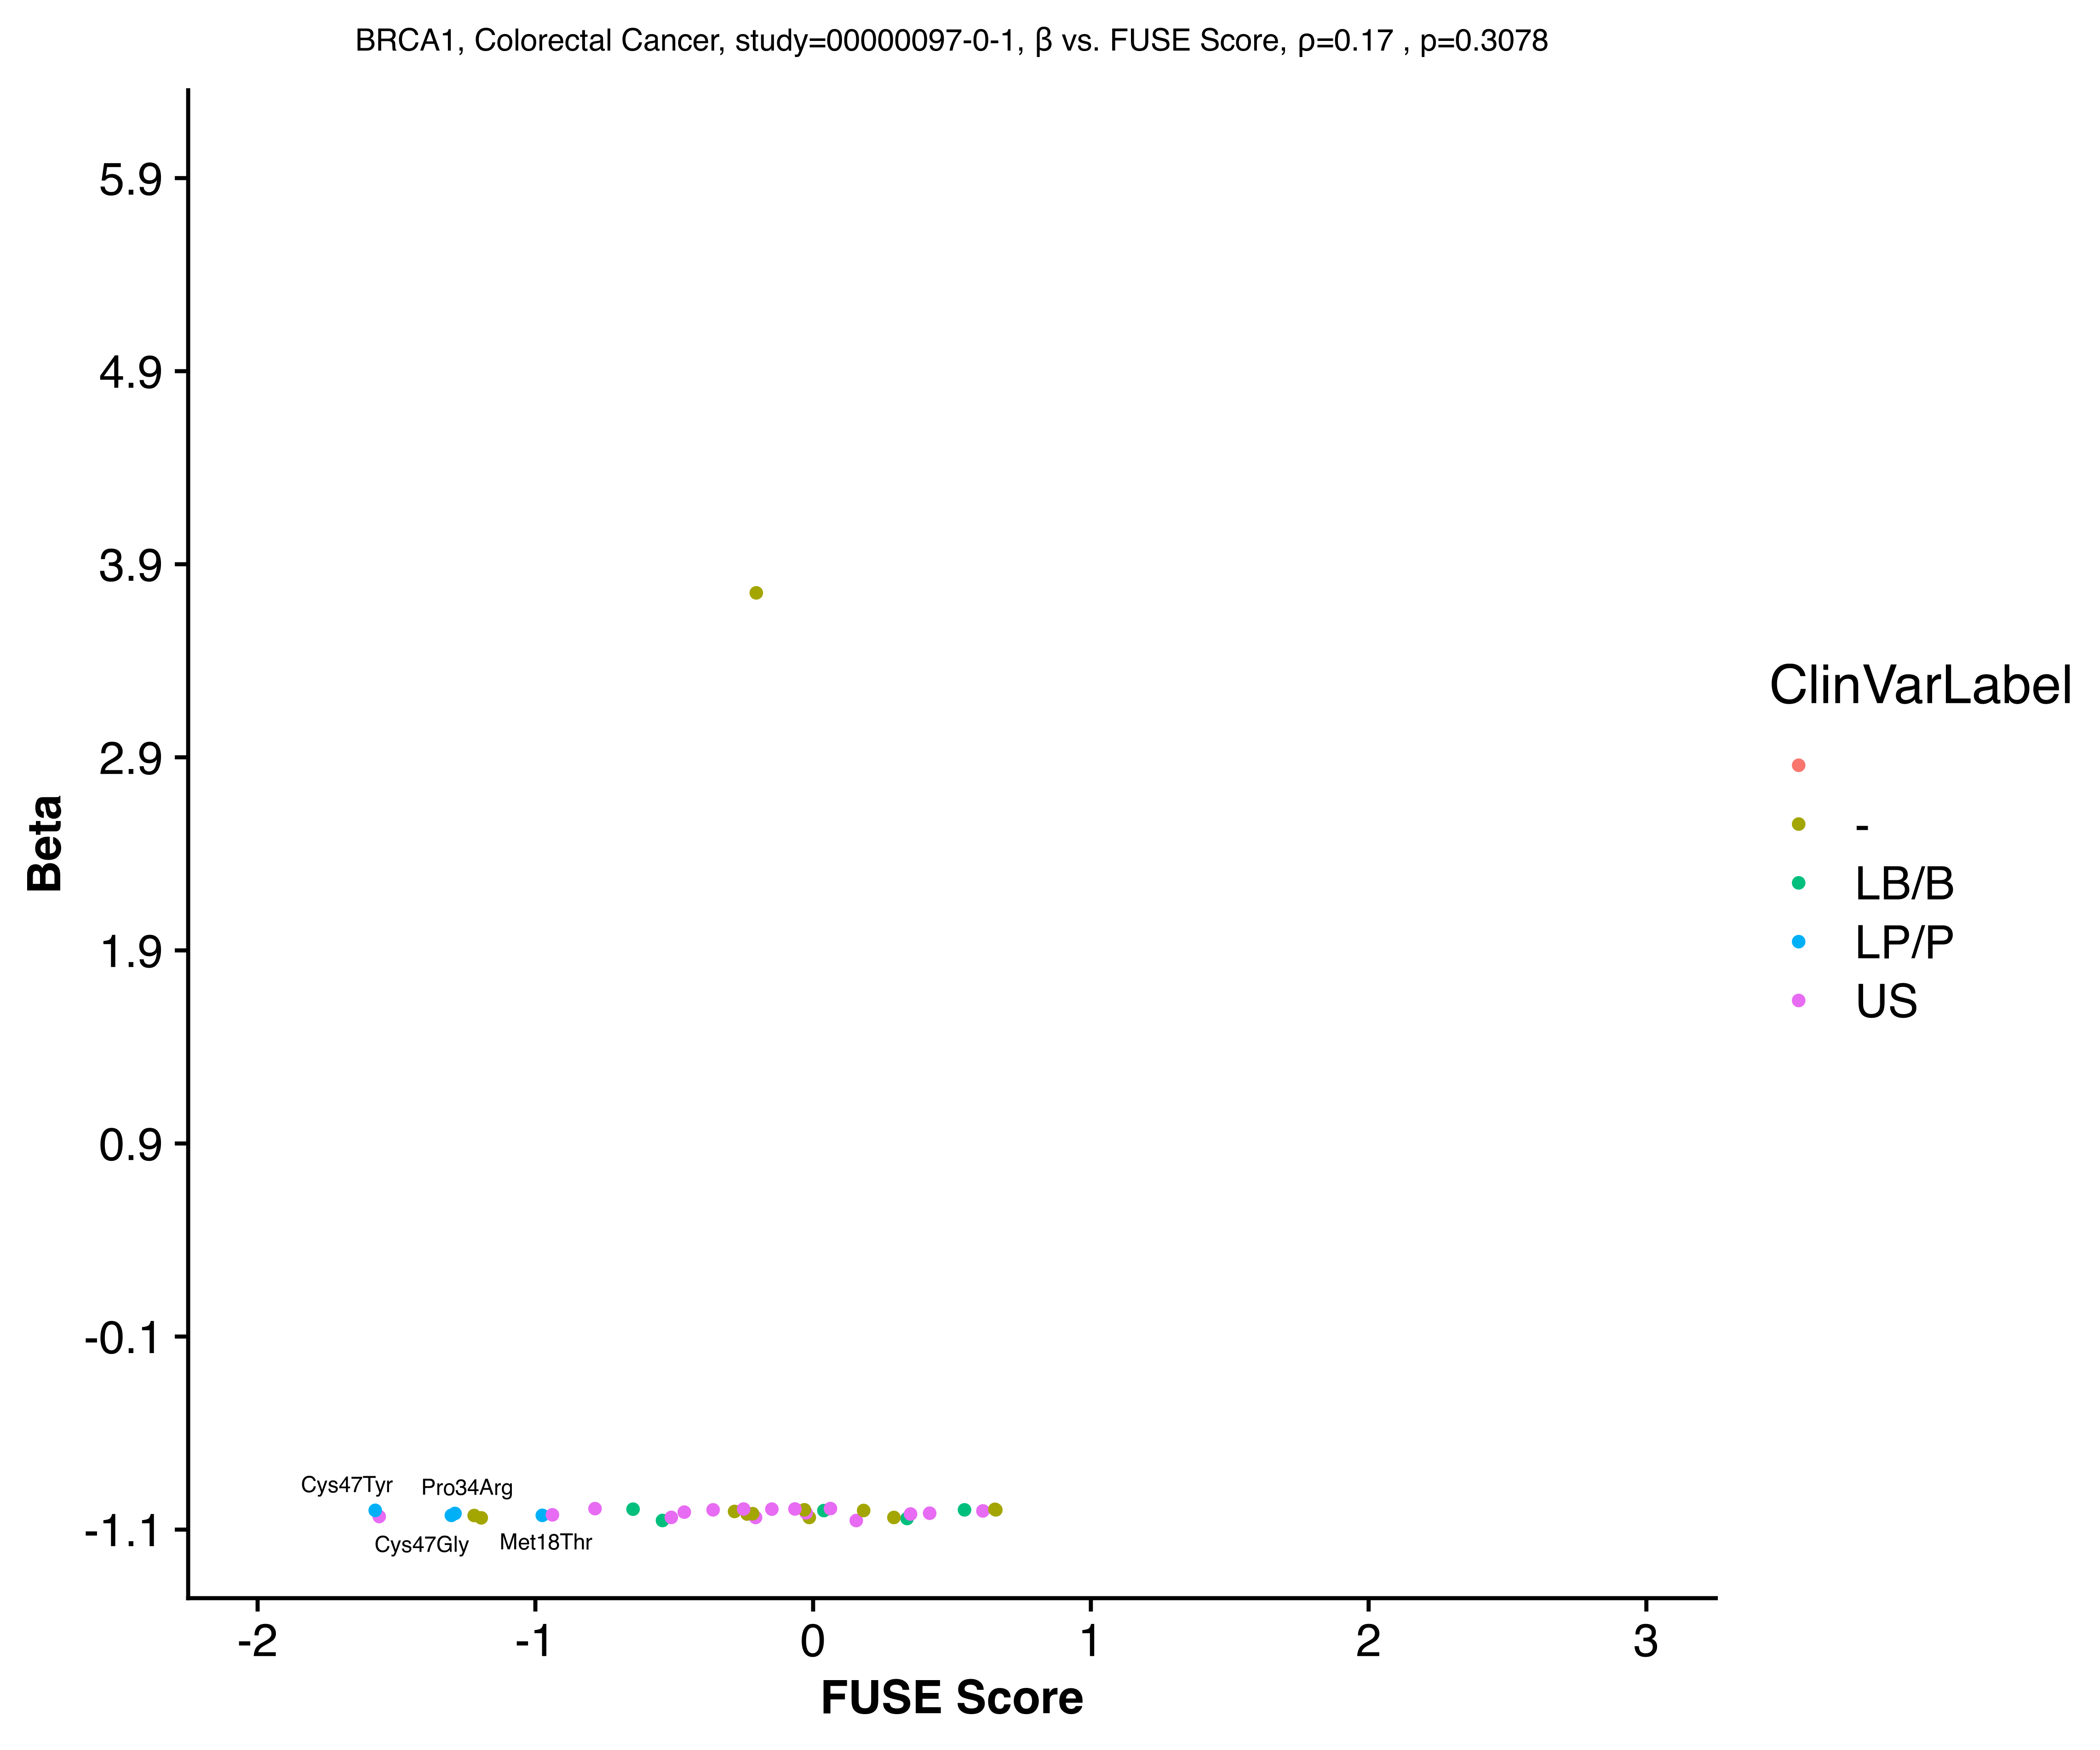 BRCA1, Colorectal Cancer, study=00000097-0-1, β vs. FUSE Score, ρ=0.17 , p=0.3078
Beta
5.9
4.9
3.9
2.9
1.9
0.9
-0.1
-1.1
Cys47Tyr
Pro34Arg
Cys47Gly
Met18Thr
-2
-1
0
1
2
3
FUSE Score
ClinVarLabel
-
LB/B
LP/P
US